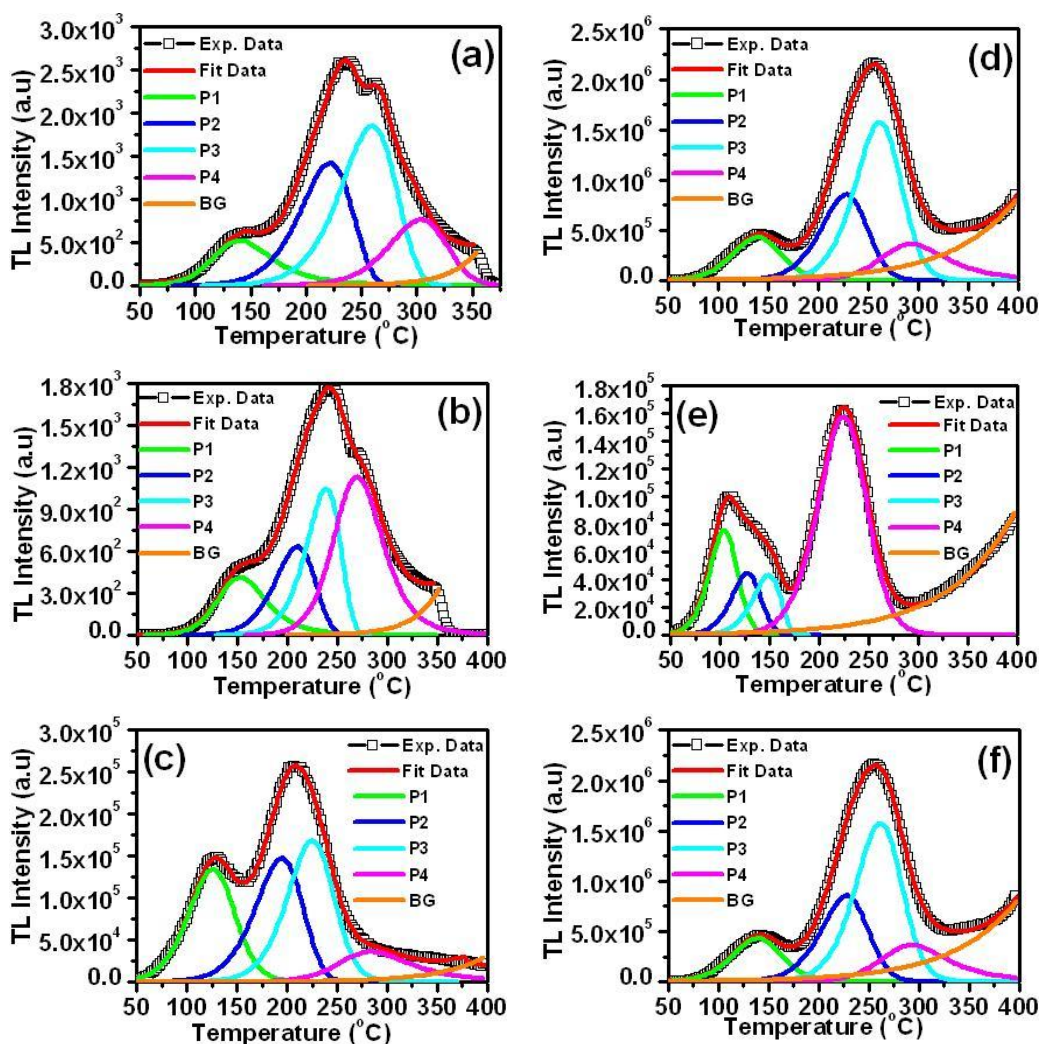 (a)
3.0x10³
2.5x10³
2.0x10³
1.5x10³
1.0x10³
5.0x10²
0.0
TL Intensity (a.u)
Exp. Data
Fit Data
P1
P2
P3
P4
BG
50 100 150 200 250 300 350
Temperature (°C)
(d)
2.5x10⁶
2.0x10⁶
1.5x10⁶
1.0x10⁶
5.0x10⁵
0.0
TL Intensity (a.u)
Exp. Data
Fit Data
P1
P2
P3
P4
BG
50 100 150 200 250 300 350 400
Temperature (°C)
(b)
1.8x10³
1.5x10³
1.2x10³
9.0x10²
6.0x10²
3.0x10²
0.0
TL Intensity (a.u)
Exp. Data
Fit Data
P1
P2
P3
P4
BG
50 100 150 200 250 300 350 400
Temperature (°C)
(e)
1.8x10⁵
1.6x10⁵
1.4x10⁵
1.2x10⁵
1.0x10⁵
8.0x10⁴
6.0x10⁴
4.0x10⁴
2.0x10⁴
0.0
TL Intensity (a.u)
Exp. Data
Fit Data
P1
P2
P3
P4
BG
50 100 150 200 250 300 350 400
Temperature (°C)
(c)
3.0x10⁵
2.5x10⁵
2.0x10⁵
1.5x10⁵
1.0x10⁵
5.0x10⁴
0.0
TL Intensity (a.u)
Exp. Data
Fit Data
P1
P2
P3
P4
BG
50 100 150 200 250 300 350 400
Temperature (°C)
(f)
2.5x10⁶
2.0x10⁶
1.5x10⁶
1.0x10⁶
5.0x10⁵
0.0
TL Intensity (a.u)
Exp. Data
Fit Data
P1
P2
P3
P4
BG
50 100 150 200 250 300 350 400
Temperature (°C)